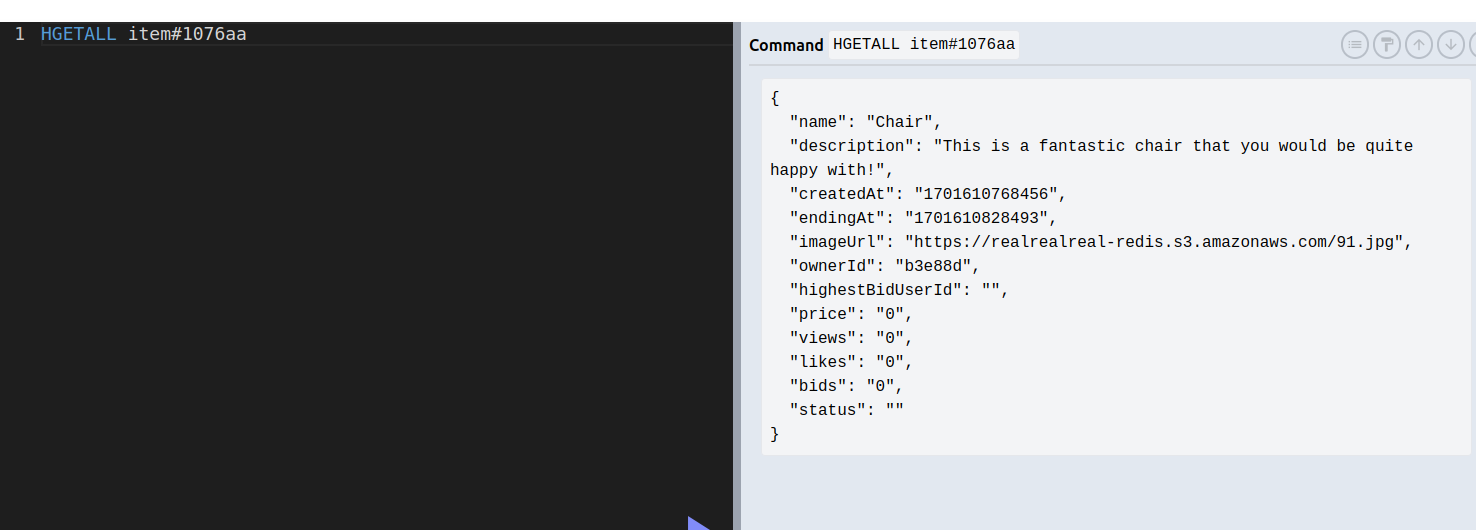 1 HGETALL item#1076aa
Command HGETALL item#1076aa
{
  "name": "Chair",
  "description": "This is a fantastic chair that you would be quite
happy with!",
  "createdAt": "1701610768456",
  "endingAt": "1701610828493",
  "imageUrl": "https://realrealreal-redis.s3.amazonaws.com/91.jpg",
  "ownerId": "b3e88d",
  "highestBidUserId": "",
  "price": "0",
  "views": "0",
  "likes": "0",
  "bids": "0",
  "status": ""
}